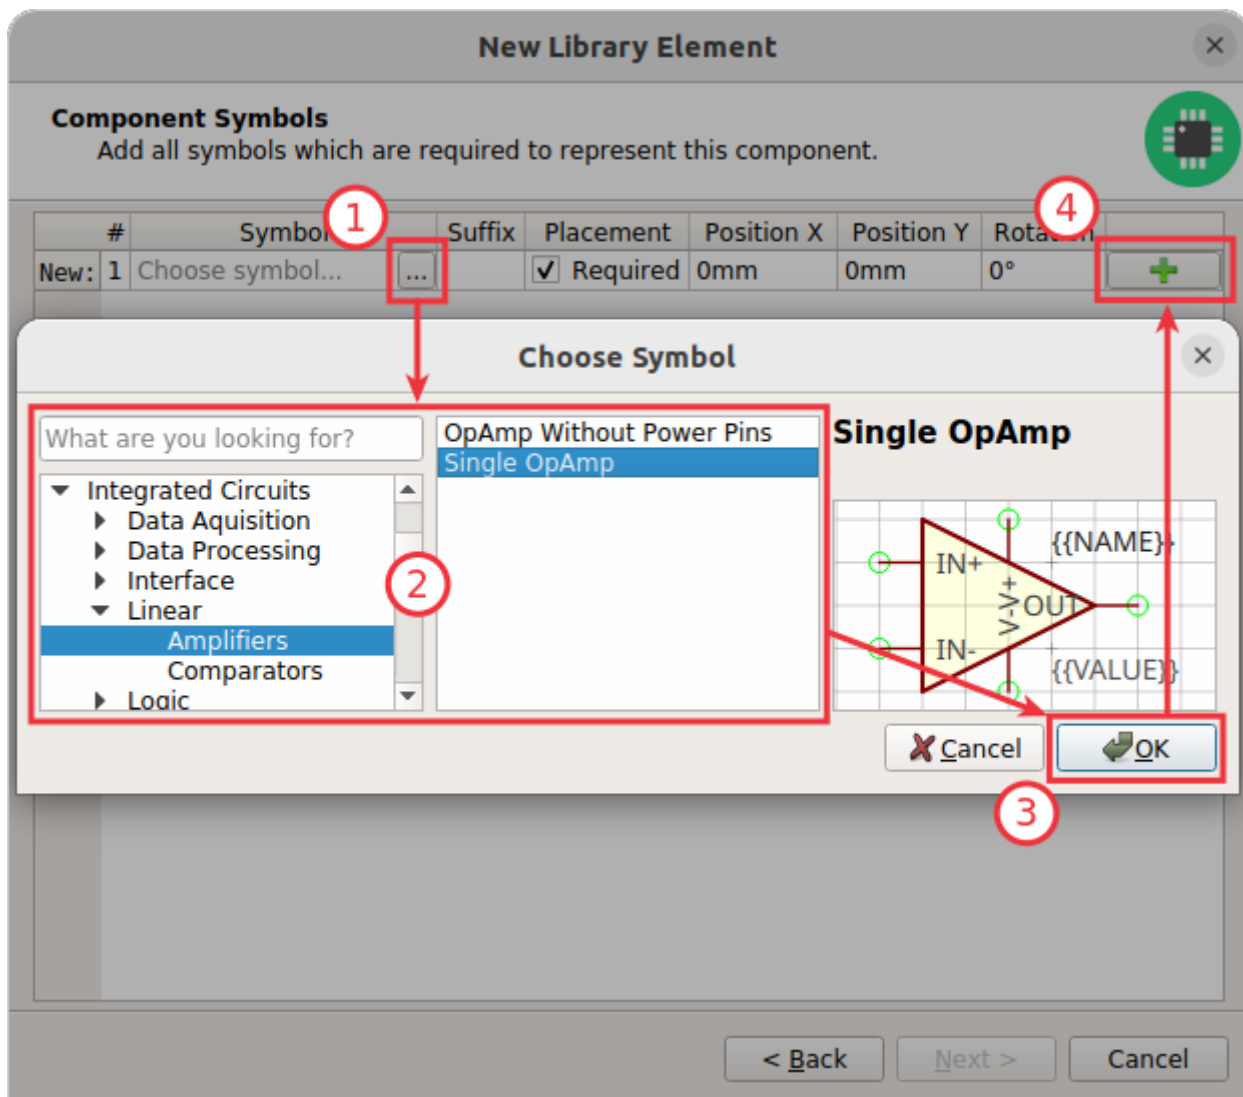 New Library Element
Component Symbols
Add all symbols which are required to represent this component.
1
4
# Symbol Suffix Placement Position X Position Y Rotation
New: 1 Choose symbol... ... Required 0mm 0mm 0°
Choose Symbol
What are you looking for?
OpAmp Without Power Pins
Single OpAmp
Single OpAmp
Integrated Circuits
Data Aquisition
Data Processing
Interface
2
Linear
Amplifiers
Comparators
Logic
{{NAME}}
IN+
V+
V-
OUT
IN-
{{VALUE}}
Cancel
OK
3
< Back
Next >
Cancel